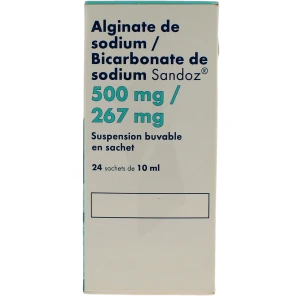 Alginate de
sodium /
Bicarbonate de
sodium Sandoz®
500 mg /
267 mg
Suspension buvable
en sachet
24 sachets de 10 ml